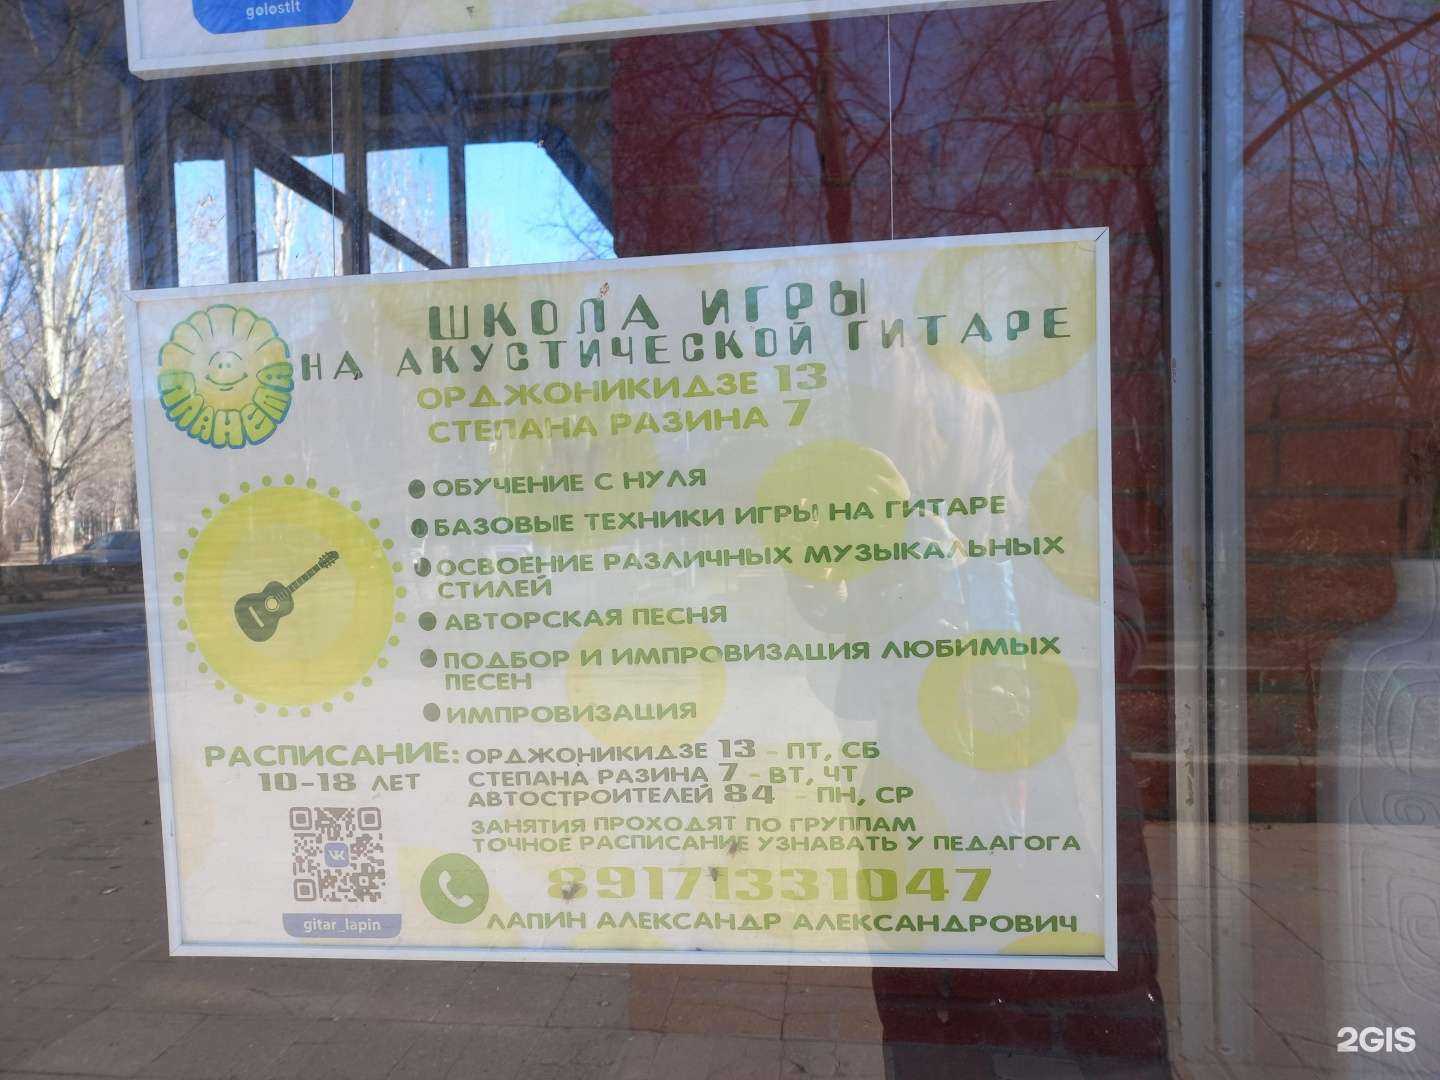 golostlt
ШКОЛА ИГРЫ
НА АКУСТИЧЕСКОЙ ГИТАРЕ
ПЛАНЕТА
ОРДЖОНИКИДЗЕ 13
СТЕПАНА РАЗИНА 7
ОБУЧЕНИЕ С НУЛЯ
БАЗОВЫЕ ТЕХНИКИ ИГРЫ НА ГИТАРЕ
ОСВОЕНИЕ РАЗЛИЧНЫХ МУЗЫКАЛЬНЫХ
СТИЛЕЙ
АВТОРСКАЯ ПЕСНЯ
ПОДБОР И ИМПРОВИЗАЦИЯ ЛЮБИМЫХ
ПЕСЕН
ИМПРОВИЗАЦИЯ
РАСПИСАНИЕ: ОРДЖОНИКИДЗЕ 13 - ПТ, СБ
10-18 ЛЕТ СТЕПАНА РАЗИНА 7 - ВТ, ЧТ
АВТОСТРОИТЕЛЕЙ 84 - ПН, СР
ЗАНЯТИЯ ПРОХОДЯТ ПО ГРУППАМ
ТОЧНОЕ РАСПИСАНИЕ УЗНАВАТЬ У ПЕДАГОГА
89171331047
ЛАПИН АЛЕКСАНДР АЛЕКСАНДРОВИЧ
gitar_lapin
2GIS